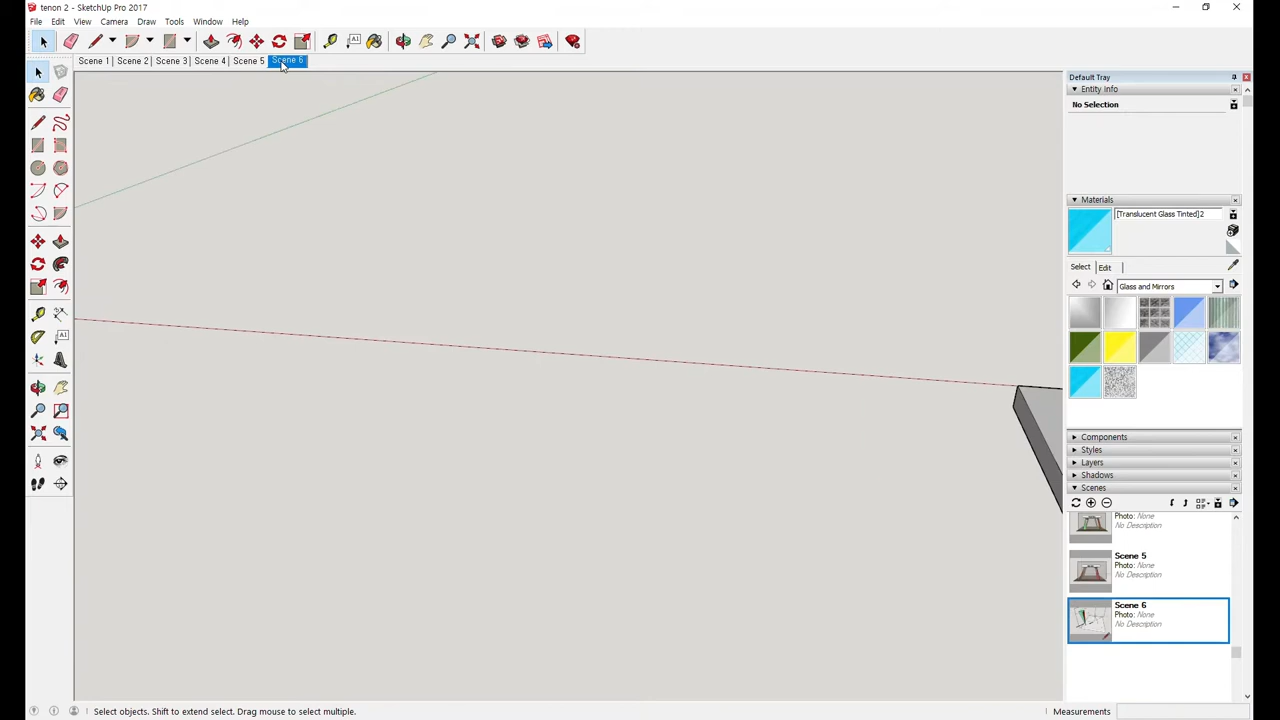 tenon 2 - SketchUp Pro 2017
File Edit View Camera Draw Tools Window Help
Scene 1 Scene 2 Scene 3 Scene 4 Scene 5 Scene 6
Default Tray
Entity Info
No Selection
Materials
[Translucent Glass Tinted]2
Select Edit
Glass and Mirrors
Components
Styles
Layers
Shadows
Scenes
Photo: None
No Description
Scene 5
Photo: None
No Description
Scene 6
Photo: None
No Description
Select objects. Shift to extend select. Drag mouse to select multiple.
Measurements